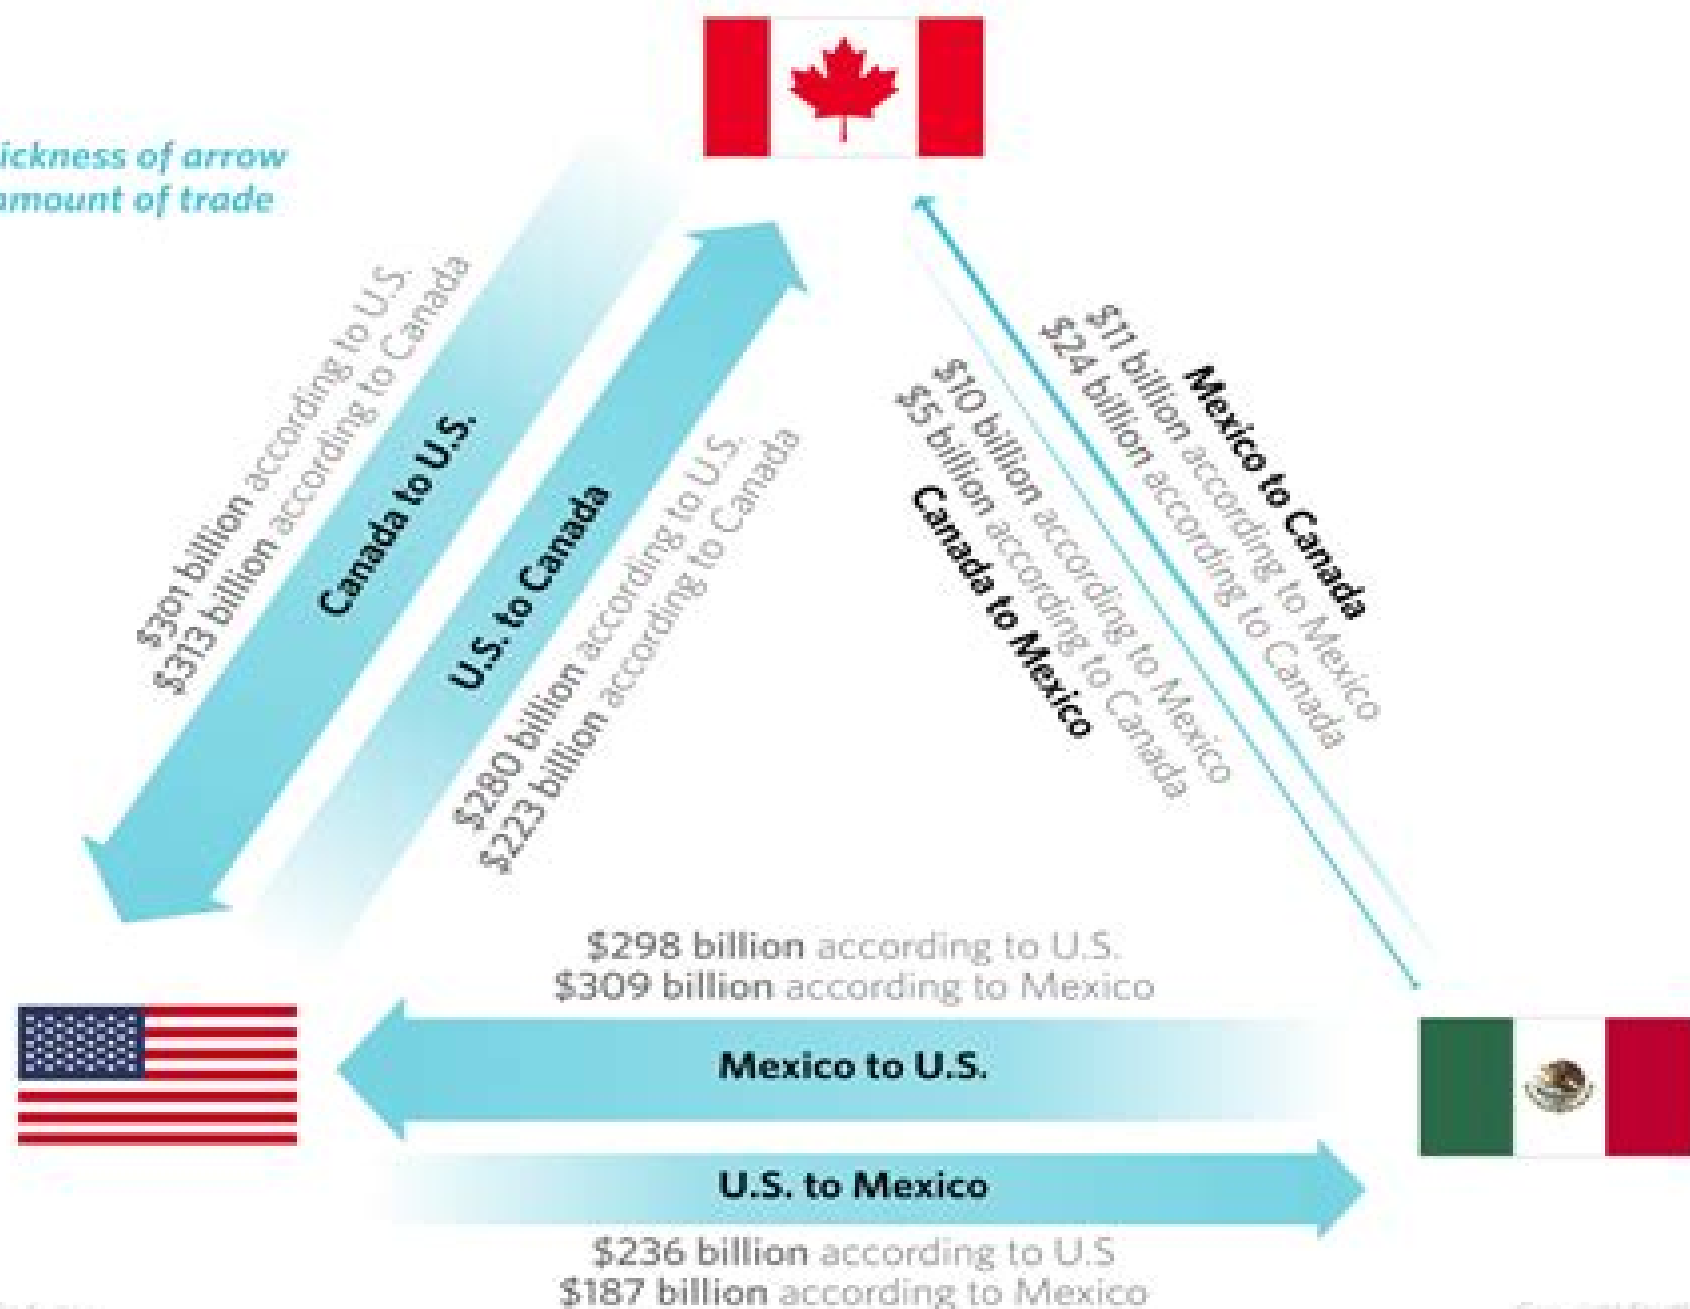 ickness of arrow
amount of trade
$301 billion according to U.S.
$313 billion according to Canada
Canada to U.S.
U.S. to Canada
$280 billion according to U.S.
$223 billion according to Canada
Mexico to Canada
$11 billion according to Mexico
$24 billion according to Canada
$10 billion according to Mexico
$5 billion according to Canada
Canada to Mexico
$298 billion according to U.S.
$309 billion according to Mexico
Mexico to U.S.
U.S. to Mexico
$236 billion according to U.S
$187 billion according to Mexico